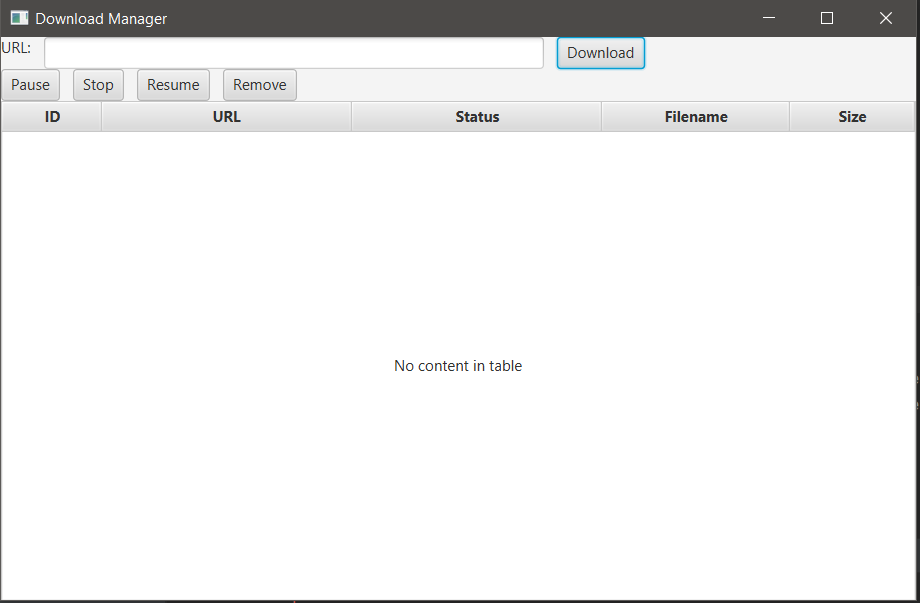 Download Manager
URL: Download
Pause Stop Resume Remove
ID URL Status Filename Size
No content in table